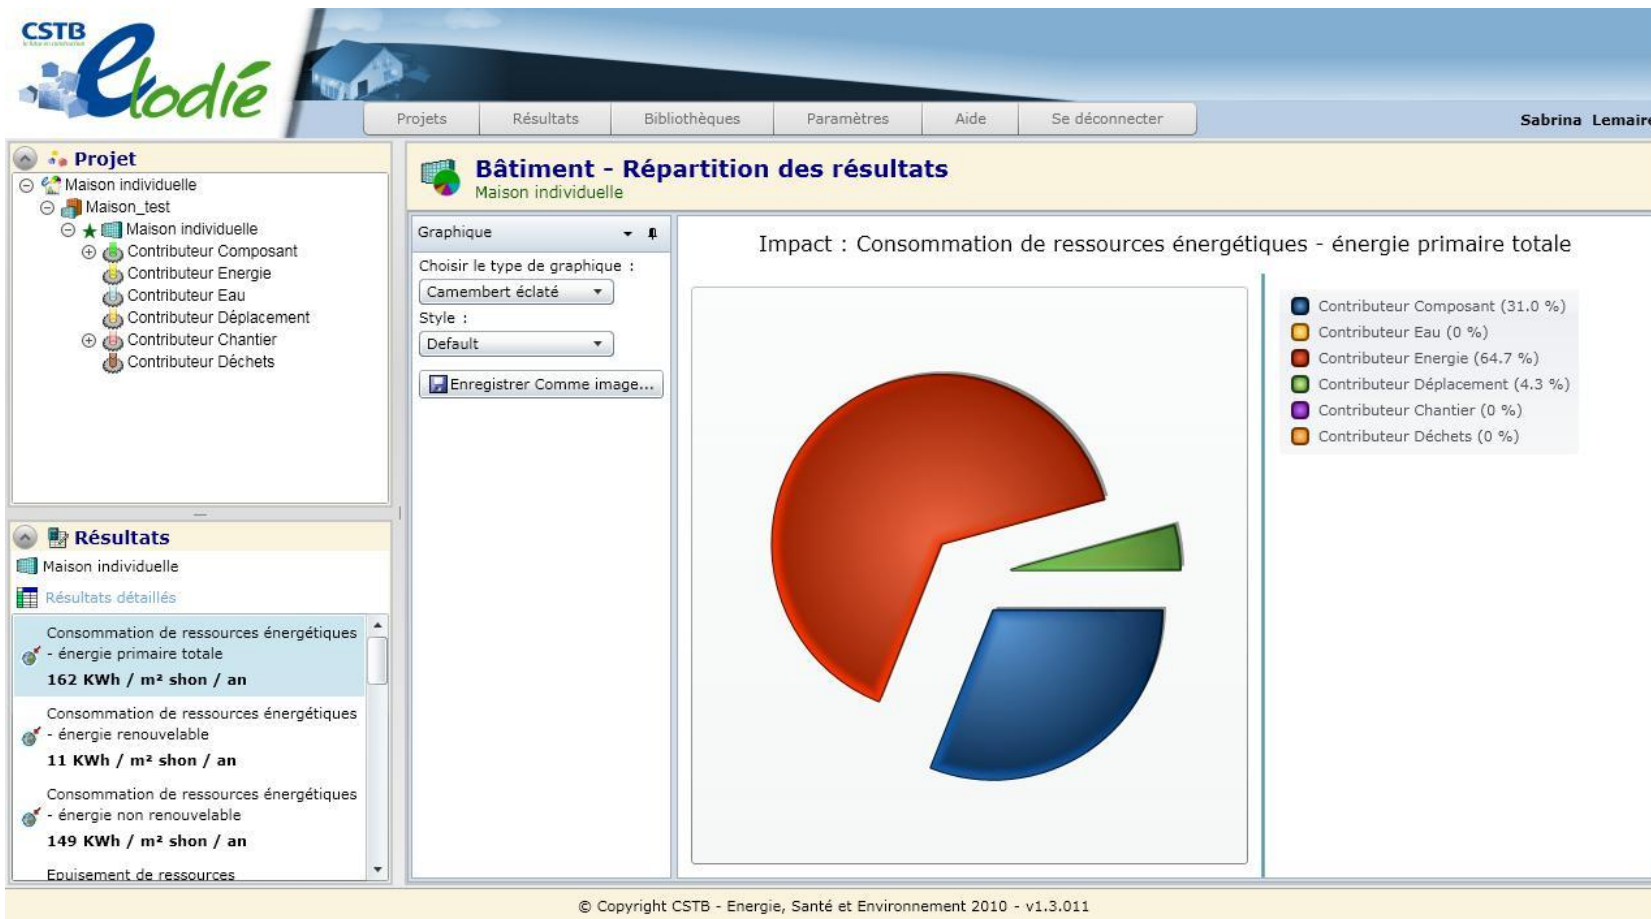 CSTB
le futur en construction
elodie
Projets
Résultats
Bibliothèques
Paramètres
Aide
Se déconnecter
Sabrina Lemaire
Projet
Maison individuelle
Maison_test
Maison individuelle
Contributeur Composant
Contributeur Energie
Contributeur Eau
Contributeur Déplacement
Contributeur Chantier
Contributeur Déchets
Résultats
Maison individuelle
Résultats détaillés
Consommation de ressources énergétiques
- énergie primaire totale
162 KWh / m² shon / an
Consommation de ressources énergétiques
- énergie renouvelable
11 KWh / m² shon / an
Consommation de ressources énergétiques
- énergie non renouvelable
149 KWh / m² shon / an
Epuisement de ressources
Bâtiment - Répartition des résultats
Maison individuelle
Graphique
Choisir le type de graphique :
Camembert éclaté
Style :
Default
Enregistrer Comme image...
Impact : Consommation de ressources énergétiques - énergie primaire totale
Contributeur Composant (31.0 %)
Contributeur Eau (0 %)
Contributeur Energie (64.7 %)
Contributeur Déplacement (4.3 %)
Contributeur Chantier (0 %)
Contributeur Déchets (0 %)
© Copyright CSTB - Energie, Santé et Environnement 2010 - v1.3.011